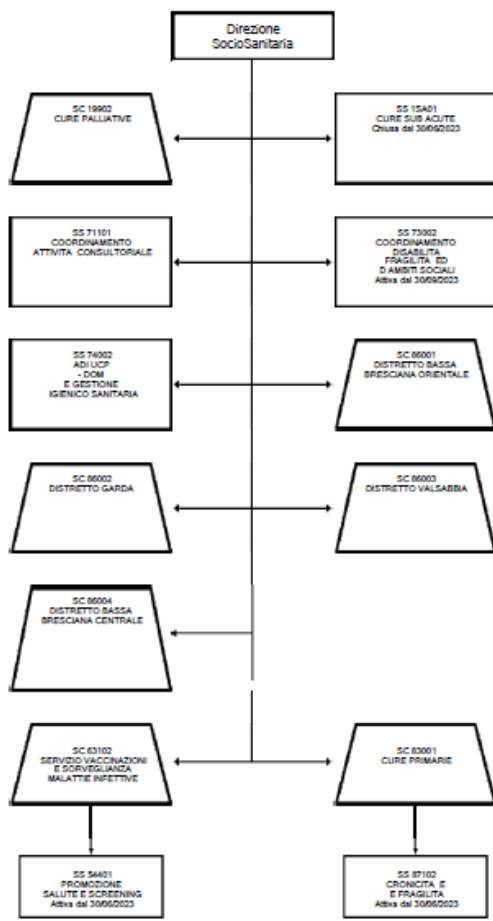 Direzione
SocioSanitaria
SC 19902
CURE PALLIATIVE
SS 1SA01
CURE SUB ACUTE
Chiusa dal 30/06/2023
SS 71101
COORDINAMENTO
ATTIVITA CONSULTORIALE
SS 73002
COORDINAMENTO
DISABILITA
FRAGILITA ED
D AMBITI SOCIALI
Attiva dal 30/09/2023
SS 74002
ADI UCP
- DOM
E GESTIONE
IGIENICO SANITARIA
SC 86001
DISTRETTO BASSA
BRESCIANA ORIENTALE
SC 86002
DISTRETTO GARDA
SC 86003
DISTRETTO VALSABBIA
SC 86004
DISTRETTO BASSA
BRESCIANA CENTRALE
SC 63102
SERVIZIO VACCINAZIONI
E SORVEGLIANZA
MALATTIE INFETTIVE
SC 83001
CURE PRIMARIE
SS 54401
PROMOZIONE
SALUTE E SCREENING
Attiva dal 30/06/2023
SS 87102
CRONICITA E
E FRAGILITA
Attiva dal 30/06/2023